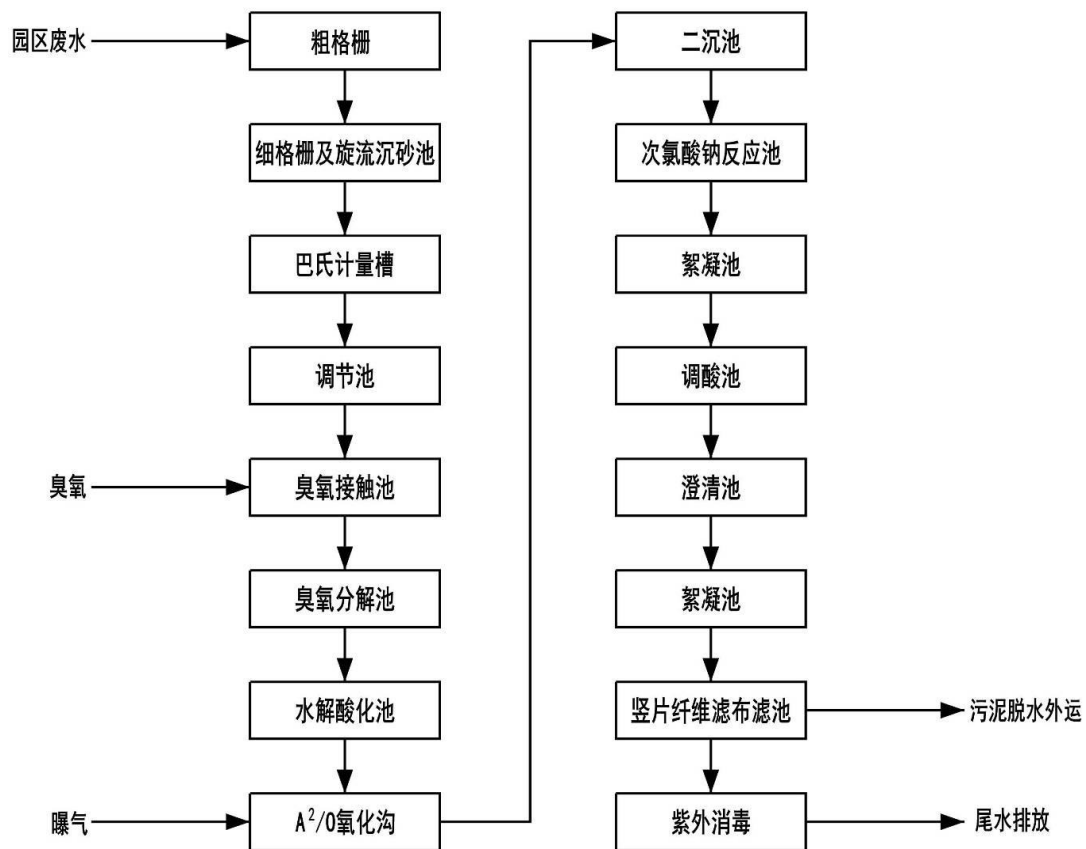 园区废水
粗格栅
细格栅及旋流沉砂池
巴氏计量槽
调节池
臭氧
臭氧接触池
臭氧分解池
水解酸化池
曝气
A²/O氧化沟
二沉池
次氯酸钠反应池
絮凝池
调酸池
澄清池
絮凝池
竖片纤维滤布滤池
污泥脱水外运
紫外消毒
尾水排放